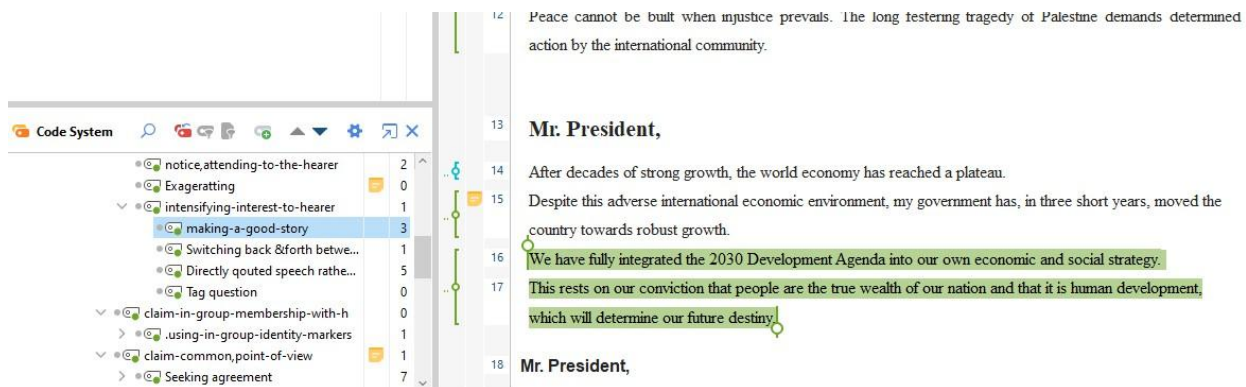 12 Peace cannot be built when injustice prevails. The long festering tragedy of Palestine demands determined
action by the international community.
Code System
notice,attending-to-the-hearer 2
Exageratting 0
intensifying-interest-to-hearer 1
making-a-good-story 3
Switching back &forth betwe... 1
Directly qouted speech rathe... 5
Tag question 0
claim-in-group-membership-with-h 0
.using-in-group-identity-markers 1
claim-common,point-of-view 1
Seeking agreement 7
13 Mr. President,
14 After decades of strong growth, the world economy has reached a plateau.
15 Despite this adverse international economic environment, my government has, in three short years, moved the
country towards robust growth.
16 We have fully integrated the 2030 Development Agenda into our own economic and social strategy.
17 This rests on our conviction that people are the true wealth of our nation and that it is human development,
which will determine our future destiny.
18 Mr. President,